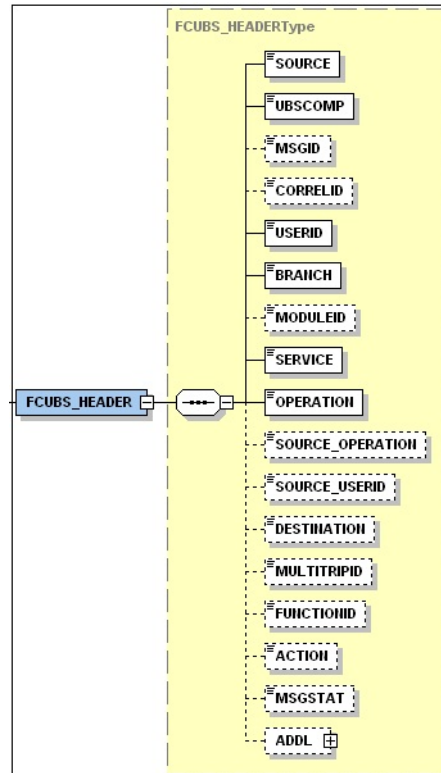 FCUBS_HEADERType
SOURCE
UBSCOMP
MSGID
CORRELID
USERID
BRANCH
MODULEID
SERVICE
FCUBS_HEADER
OPERATION
SOURCE_OPERATION
SOURCE_USERID
DESTINATION
MULTITRIPID
FUNCTIONID
ACTION
MSGSTAT
ADDL